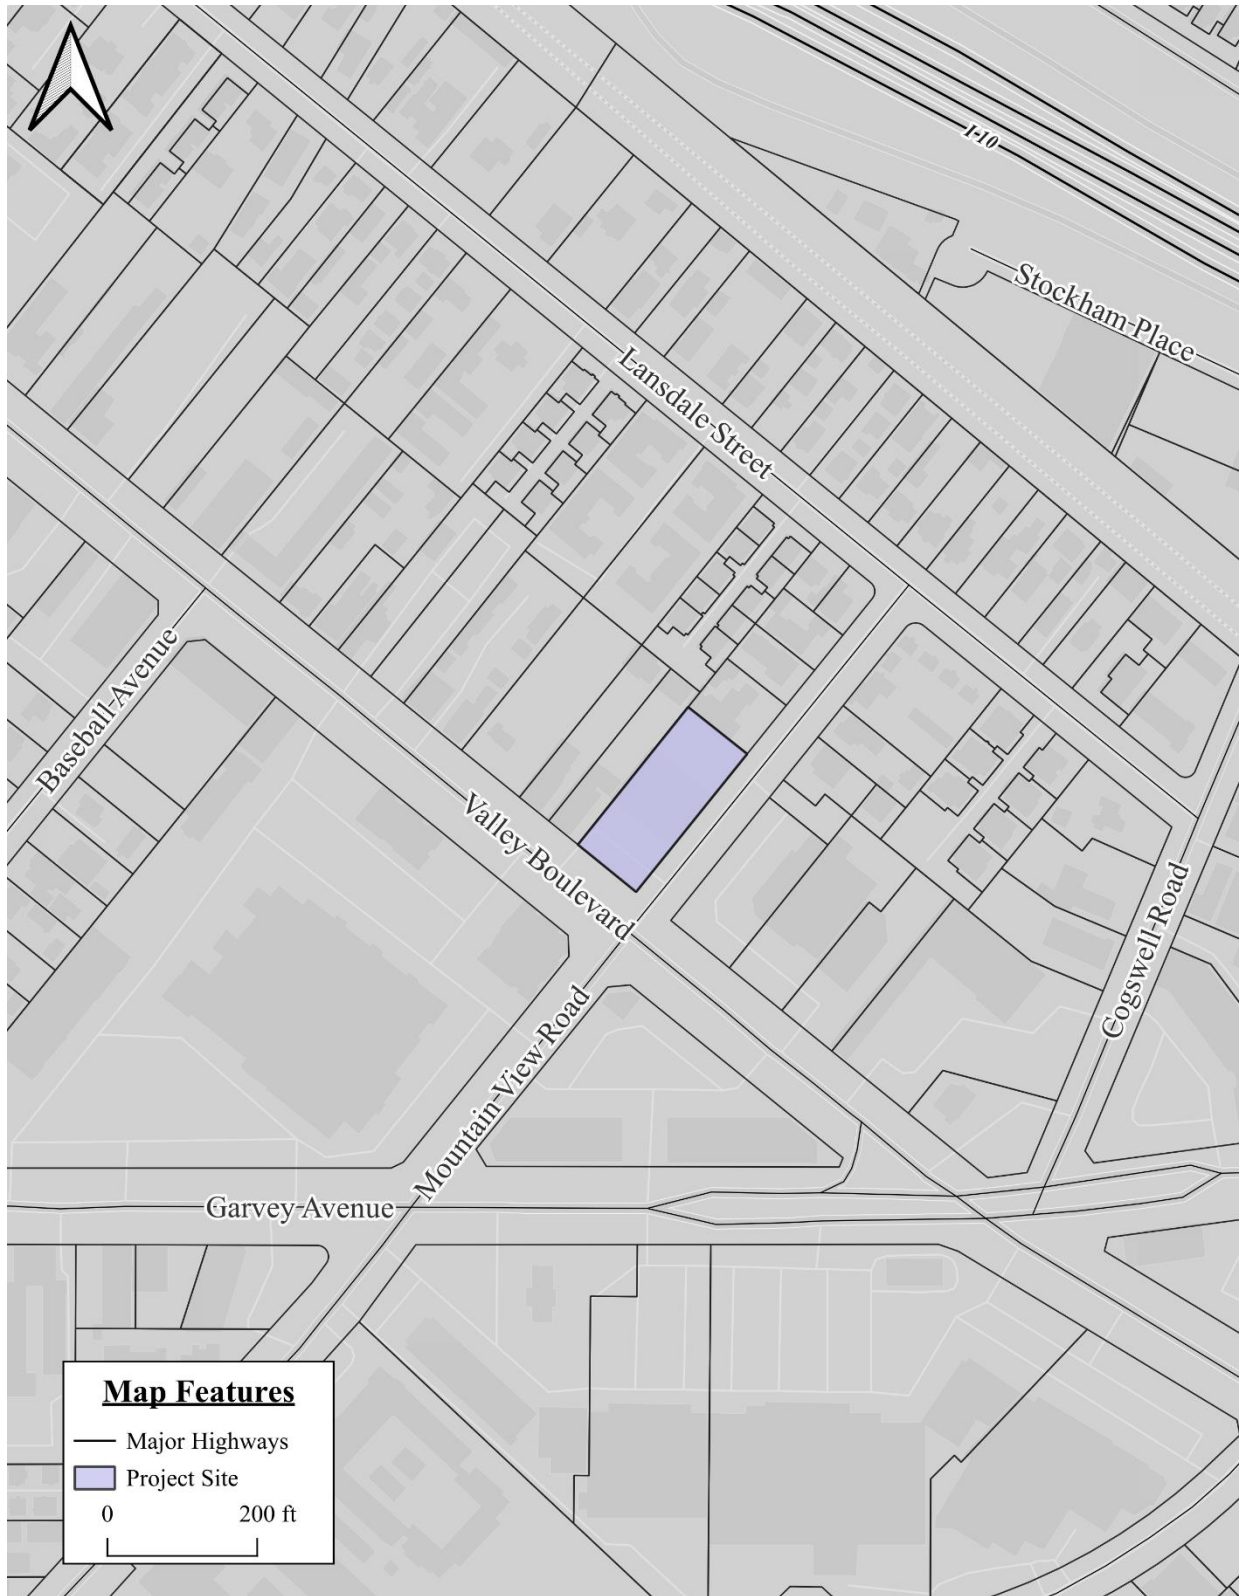 I-10
Stockham Place
Lansdale Street
Baseball Avenue
Valley Boulevard
Cogswell Road
Mountain View Road
Garvey Avenue
Map Features
Major Highways
Project Site
0 200 ft